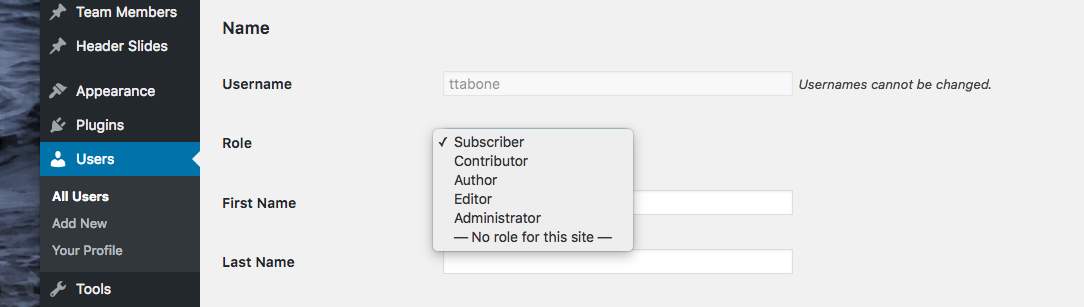 Team Members
Header Slides
Appearance
Plugins
Users
All Users
Add New
Your Profile
Tools
Name
Username
ttabone
Usernames cannot be changed.
Role
✓ Subscriber
Contributor
Author
Editor
Administrator
— No role for this site —
First Name
Last Name